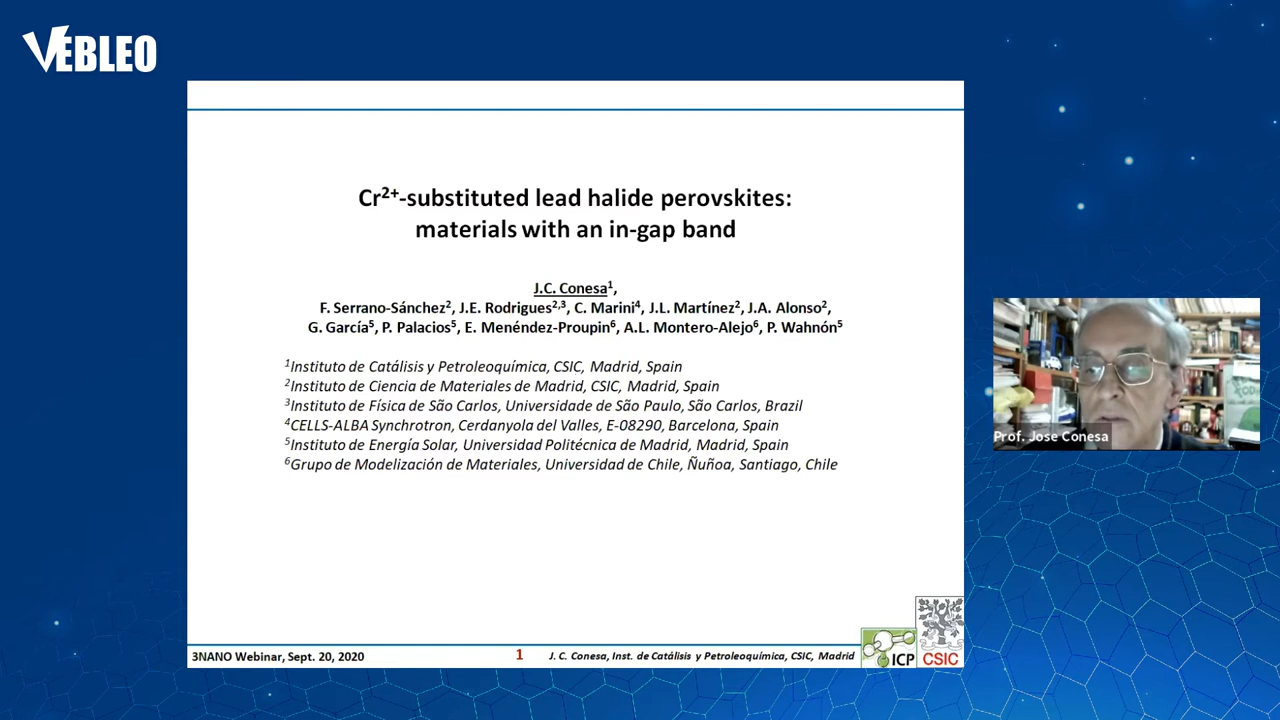 VEBLEO
Cr²⁺-substituted lead halide perovskites:
materials with an in-gap band
J.C. Conesa¹,
F. Serrano-Sánchez², J.E. Rodrigues²,³, C. Marini⁴, J.L. Martínez², J.A. Alonso²,
G. García⁵, P. Palacios⁵, E. Menéndez-Proupin⁶, A.L. Montero-Alejo⁶, P. Wahnón⁵
¹Instituto de Catálisis y Petroleoquímica, CSIC, Madrid, Spain
²Instituto de Ciencia de Materiales de Madrid, CSIC, Madrid, Spain
³Instituto de Física de São Carlos, Universidade de São Paulo, São Carlos, Brazil
⁴CELLS-ALBA Synchrotron, Cerdanyola del Valles, E-08290, Barcelona, Spain
⁵Instituto de Energía Solar, Universidad Politécnica de Madrid, Madrid, Spain
⁶Grupo de Modelización de Materiales, Universidad de Chile, Ñuñoa, Santiago, Chile
Prof. Jose Conesa
3NANO Webinar, Sept. 20, 2020
1
J. C. Conesa, Inst. de Catálisis y Petroleoquímica, CSIC, Madrid
ICP
CSIC